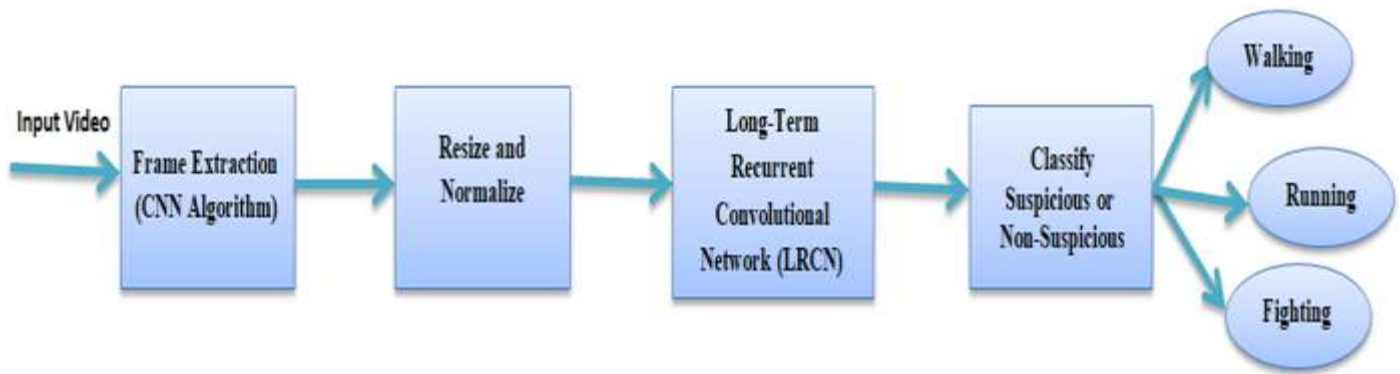 Input Video
Frame Extraction
(CNN Algorithm)
Resize and
Normalize
Long-Term
Recurrent
Convolutional
Network (LRCN)
Classify
Suspicious or
Non-Suspicious
Walking
Running
Fighting